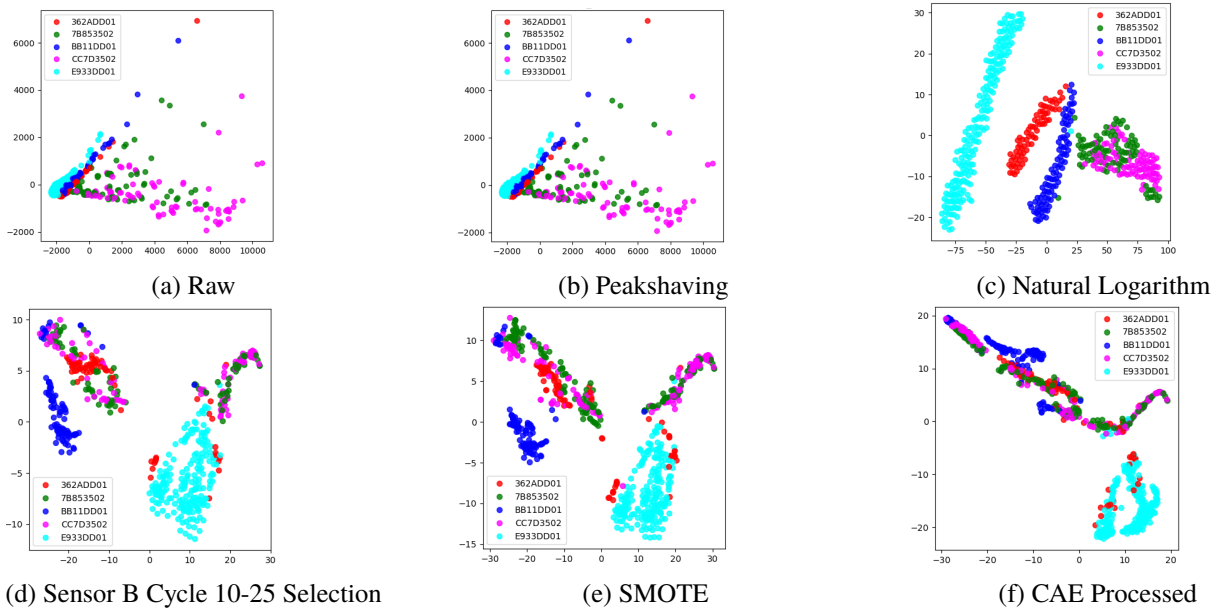 362ADD01
7B853502
BB11DD01
CC7D3502
E933DD01
6000
4000
2000
0
−2000
−2000 0 2000 4000 6000 8000 10000
(a) Raw
362ADD01
7B853502
BB11DD01
CC7D3502
E933DD01
6000
4000
2000
0
−2000
−2000 0 2000 4000 6000 8000 10000
(b) Peakshaving
362ADD01
7B853502
BB11DD01
CC7D3502
E933DD01
30
20
10
0
−10
−20
−75 −50 −25 0 25 50 75 100
(c) Natural Logarithm
10
5
0
−5
−10
362ADD01
7B853502
BB11DD01
CC7D3502
E933DD01
−20 −10 0 10 20
(d) Sensor B Cycle 10-25 Selection
15
10
5
0
−5
−10
−15
362ADD01
7B853502
BB11DD01
CC7D3502
E933DD01
−30 −20 −10 0 10 20 30
(e) SMOTE
362ADD01
7B853502
BB11DD01
CC7D3502
E933DD01
20
10
0
−10
−20
−30 −20 −10 0 10 20
(f) CAE Processed